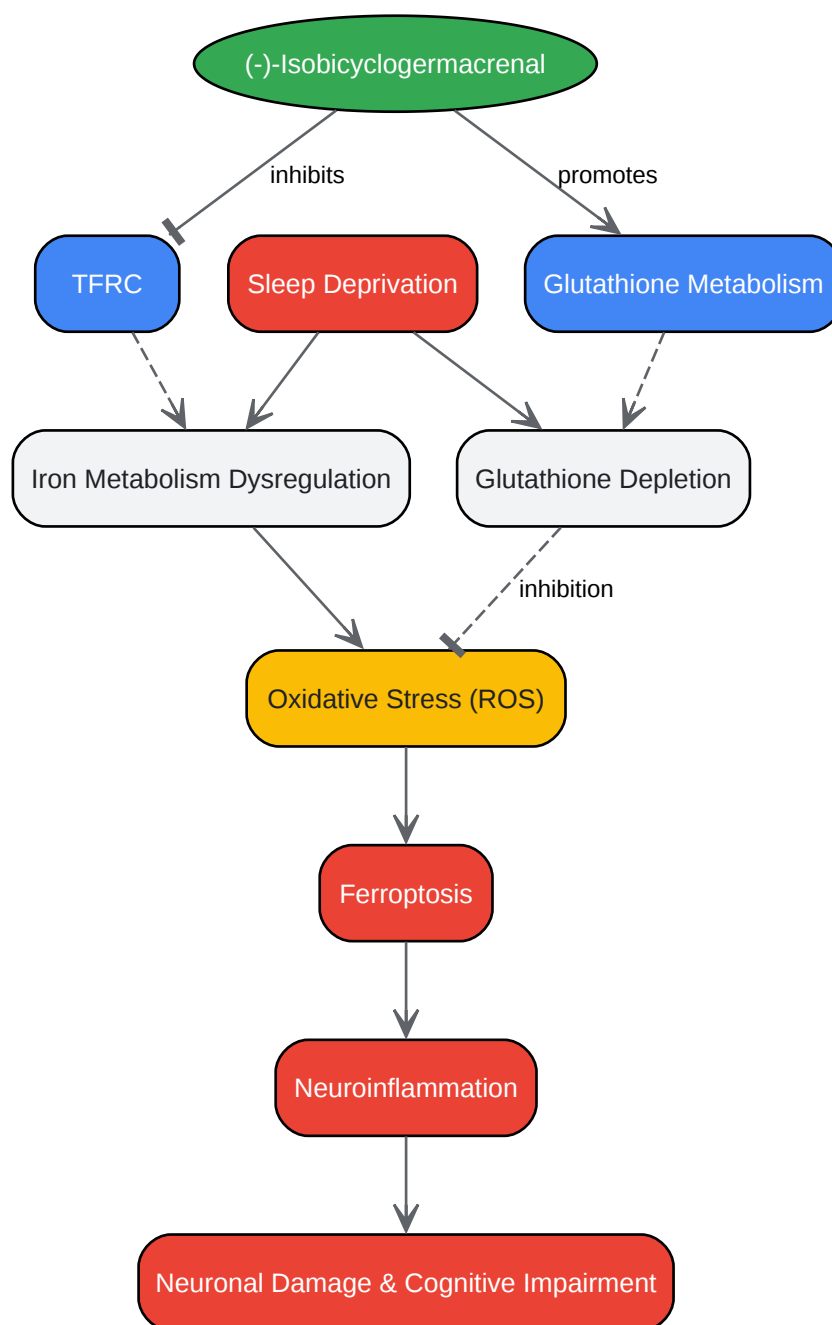 (-)-Isobicyclogermacrenal
inhibits
promotes
TFRC
Sleep Deprivation
Glutathione Metabolism
Iron Metabolism Dysregulation
Glutathione Depletion
inhibition
Oxidative Stress (ROS)
Ferroptosis
Neuroinflammation
Neuronal Damage & Cognitive Impairment